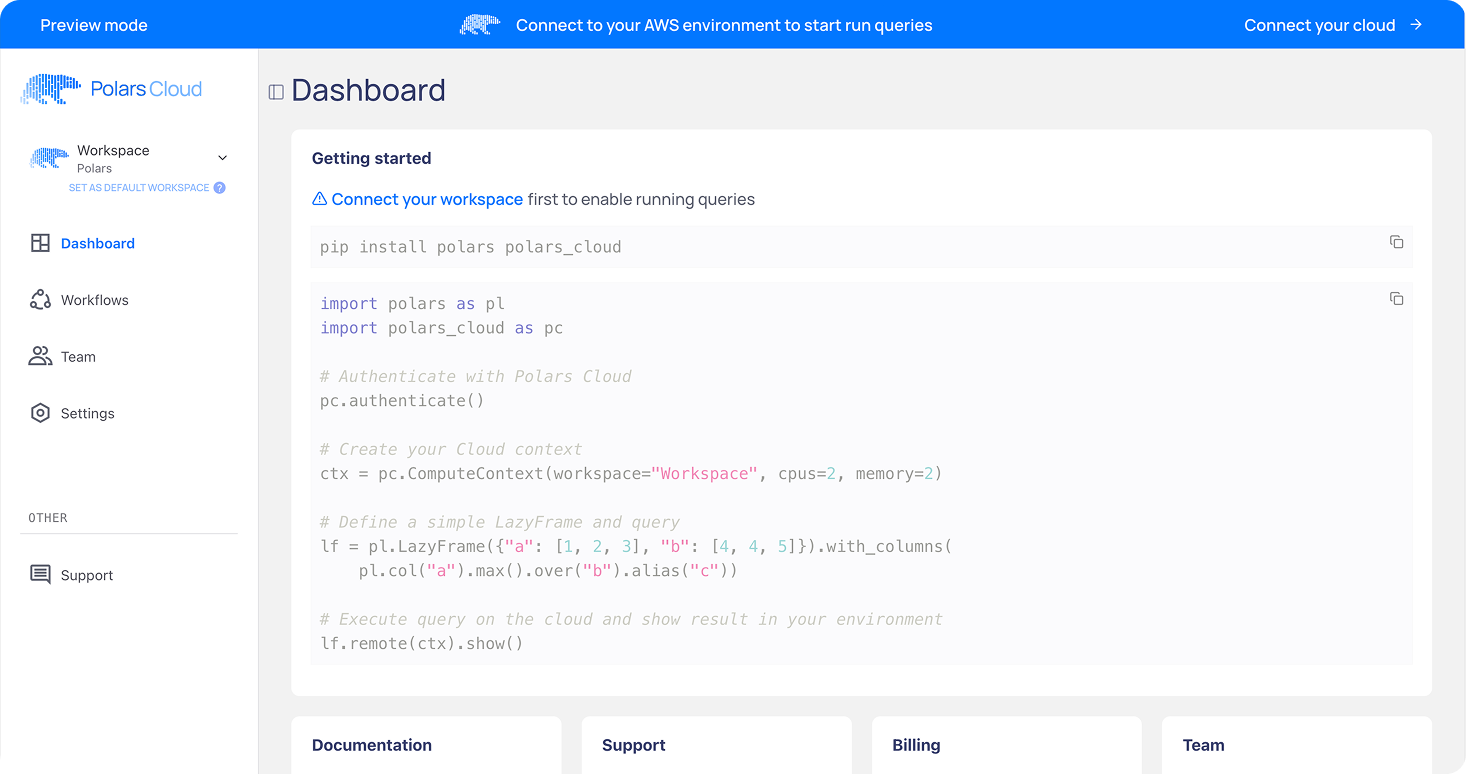 Preview mode
Connect to your AWS environment to start run queries
Connect your cloud →
Polars Cloud
Workspace
Polars
SET AS DEFAULT WORKSPACE ?
Dashboard
Workflows
Team
Settings
OTHER
Support
Dashboard
Getting started
Connect your workspace first to enable running queries
pip install polars polars_cloud
import polars as pl
import polars_cloud as pc
# Authenticate with Polars Cloud
pc.authenticate()
# Create your Cloud context
ctx = pc.ComputeContext(workspace="Workspace", cpus=2, memory=2)
# Define a simple LazyFrame and query
lf = pl.LazyFrame({"a": [1, 2, 3], "b": [4, 4, 5]}).with_columns(
    pl.col("a").max().over("b").alias("c"))
# Execute query on the cloud and show result in your environment
lf.remote(ctx).show()
Documentation
Support
Billing
Team